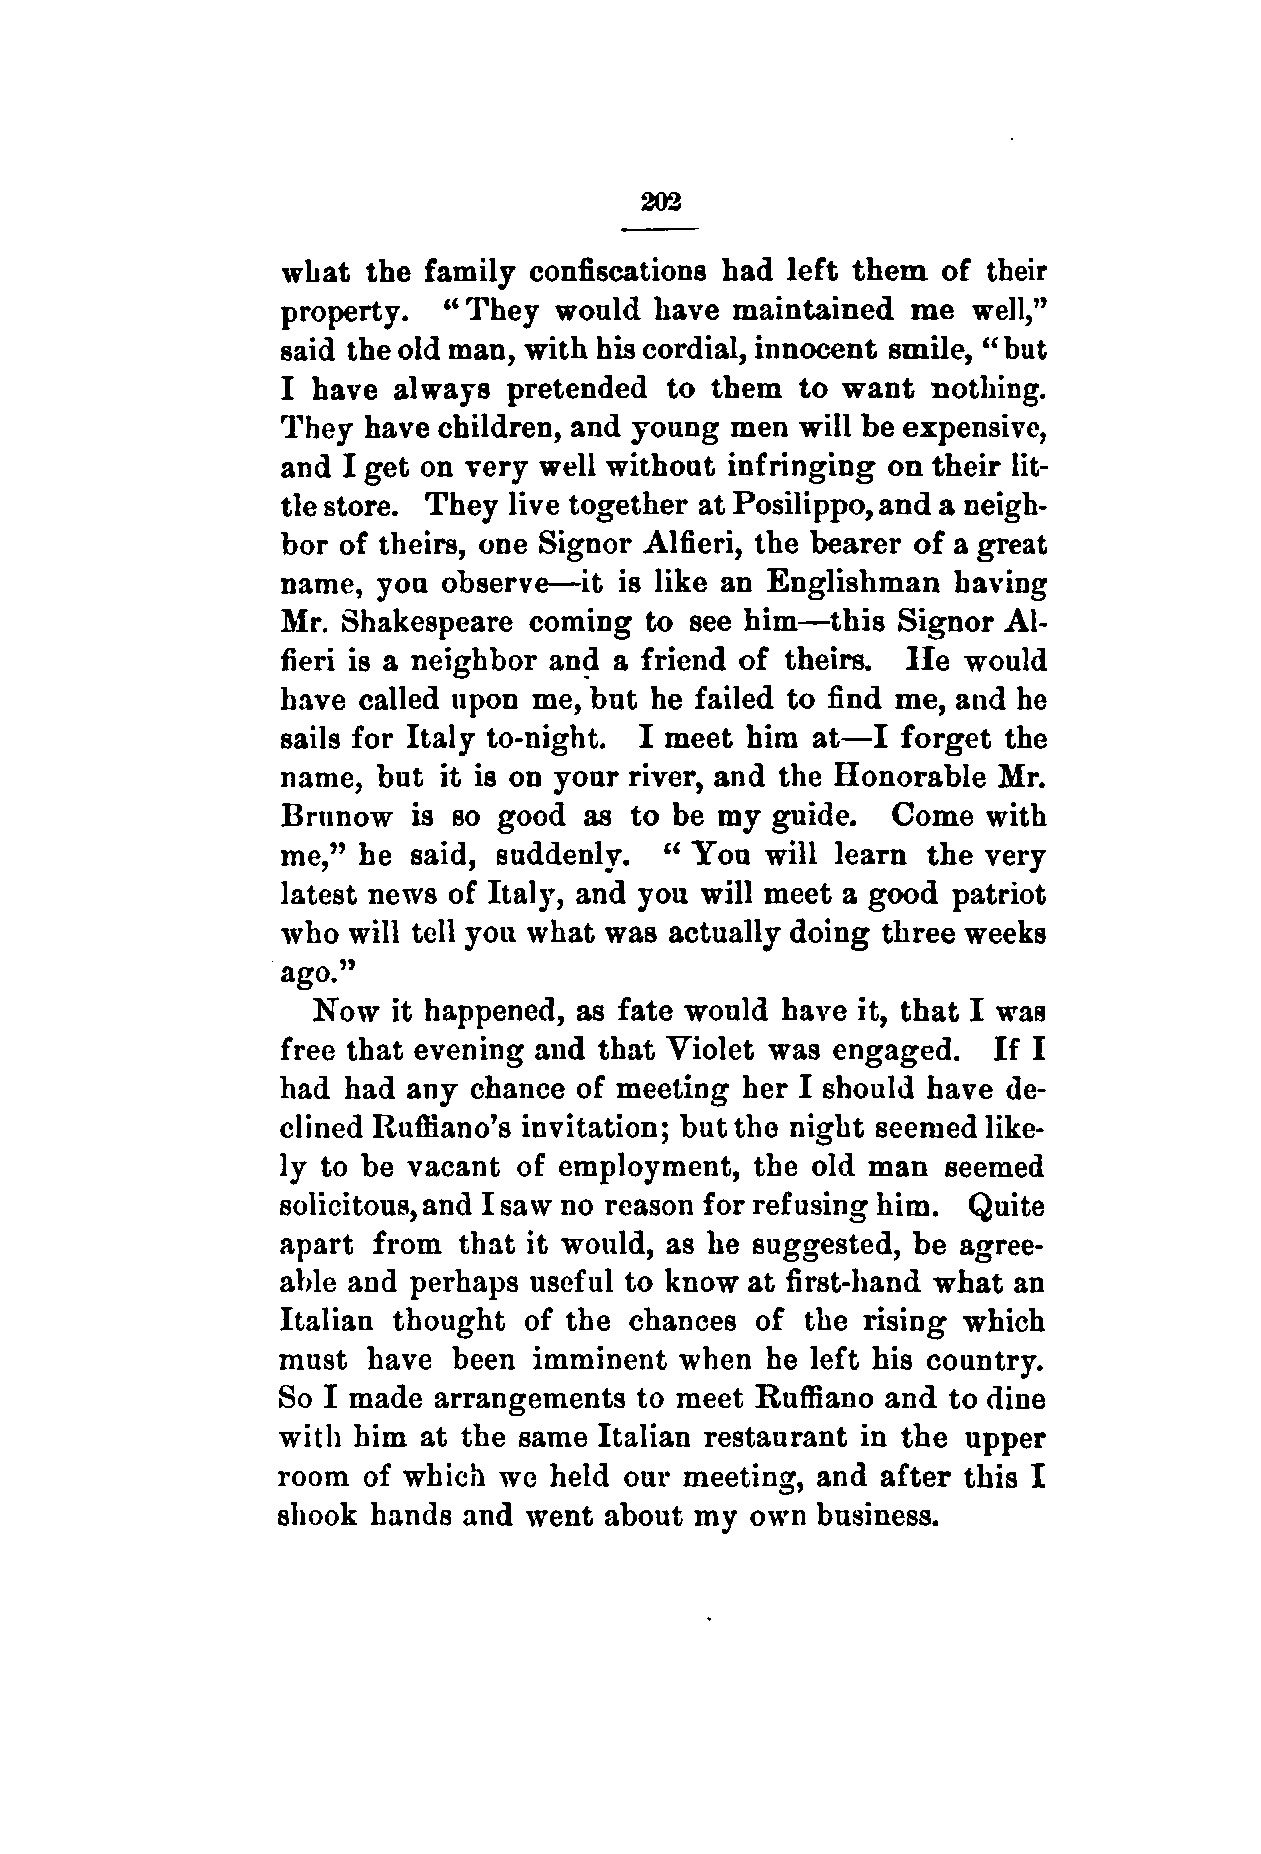 202
what the family confiscations had left them of their
property. “They would have maintained me well,”
said the old man, with his cordial, innocent smile, “but
I have always pretended to them to want nothing.
They have children, and young men will be expensive,
and I get on very well without infringing on their lit-
tle store. They live together at Posilippo, and a neigh-
bor of theirs, one Signor Alfieri, the bearer of a great
name, you observe—it is like an Englishman having
Mr. Shakespeare coming to see him—this Signor Al-
fieri is a neighbor and a friend of theirs. He would
have called upon me, but he failed to find me, and he
sails for Italy to-night. I meet him at—I forget the
name, but it is on your river, and the Honorable Mr.
Brunow is so good as to be my guide. Come with
me,” he said, suddenly. “You will learn the very
latest news of Italy, and you will meet a good patriot
who will tell you what was actually doing three weeks
ago.”
Now it happened, as fate would have it, that I was
free that evening and that Violet was engaged. If I
had had any chance of meeting her I should have de-
clined Ruffiano’s invitation; but the night seemed like-
ly to be vacant of employment, the old man seemed
solicitous, and I saw no reason for refusing him. Quite
apart from that it would, as he suggested, be agree-
able and perhaps useful to know at first-hand what an
Italian thought of the chances of the rising which
must have been imminent when he left his country.
So I made arrangements to meet Ruffiano and to dine
with him at the same Italian restaurant in the upper
room of which we held our meeting, and after this I
shook hands and went about my own business.